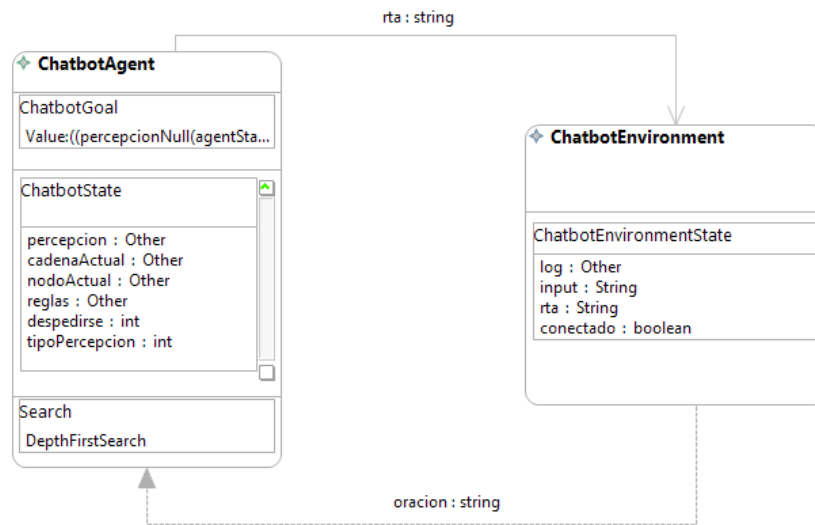 rta : string
ChatbotAgent
ChatbotGoal
Value:((percepcionNull(agentSta...
ChatbotState
percepcion : Other
cadenaActual : Other
nodoActual : Other
reglas : Other
despedirse : int
tipoPercepcion : int
Search
DepthFirstSearch
ChatbotEnvironment
ChatbotEnvironmentState
log : Other
input : String
rta : String
conectado : boolean
oracion : string